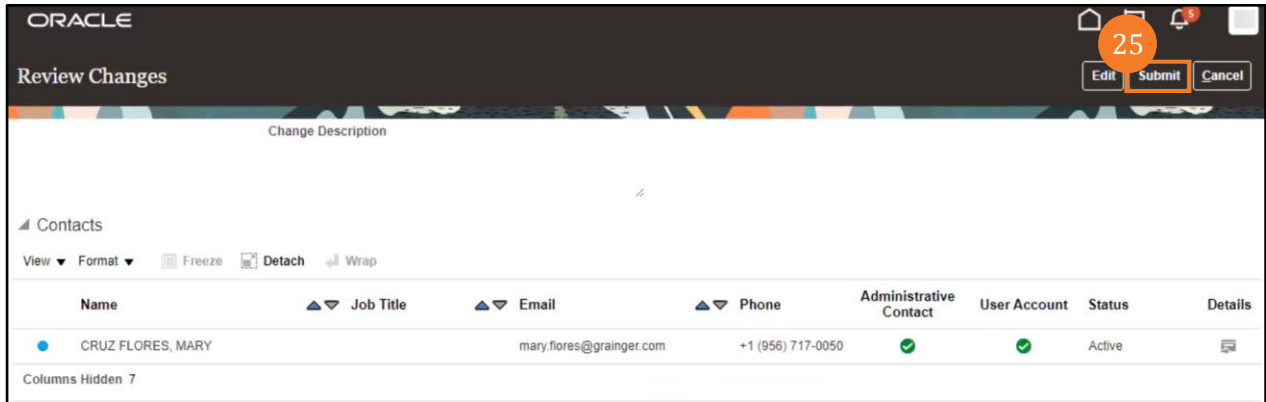 ORACLE
5
25
Review Changes
Edit Submit Cancel
Change Description
Contacts
View Format Freeze Detach Wrap
Name Job Title Email Phone Administrative Contact User Account Status Details
CRUZ FLORES, MARY mary.flores@grainger.com +1 (956) 717-0050 Active
Columns Hidden 7